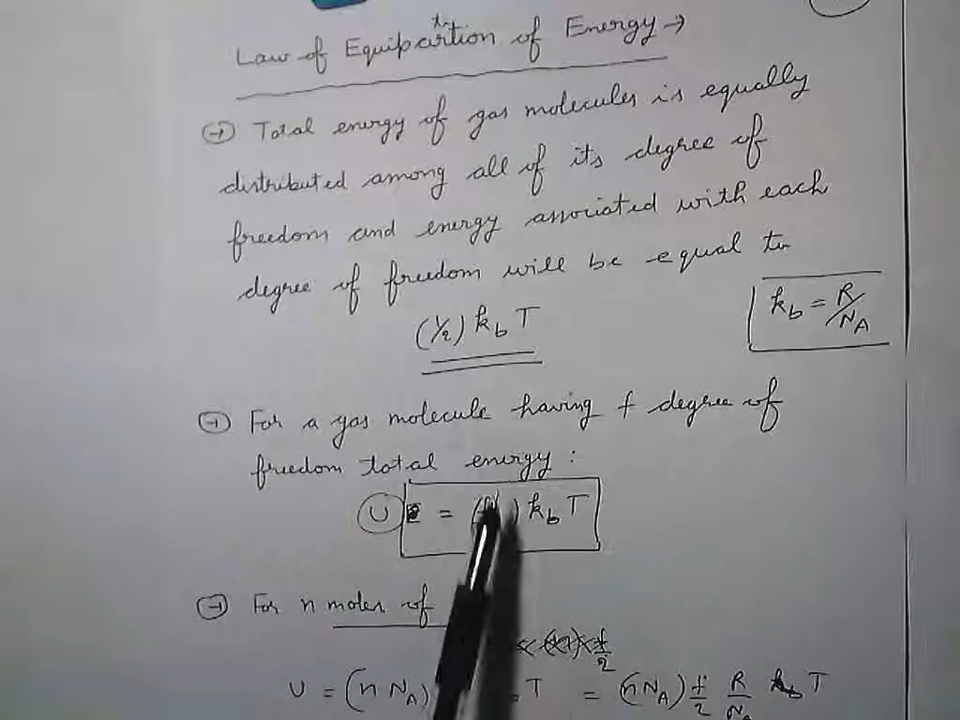 Law of Equipartition of Energy →
→ Total energy of gas molecules is equally
distributed among all of its degree of
freedom and energy associated with each
degree of freedom will be equal to
(1/2) k_b T
k_b = R/N_A
→ For a gas molecule having f degree of
freedom total energy :
U = ( ) k_b T
→ For n moles of
U = (n N_A) T = (n N_A) f/2 R/N_A T